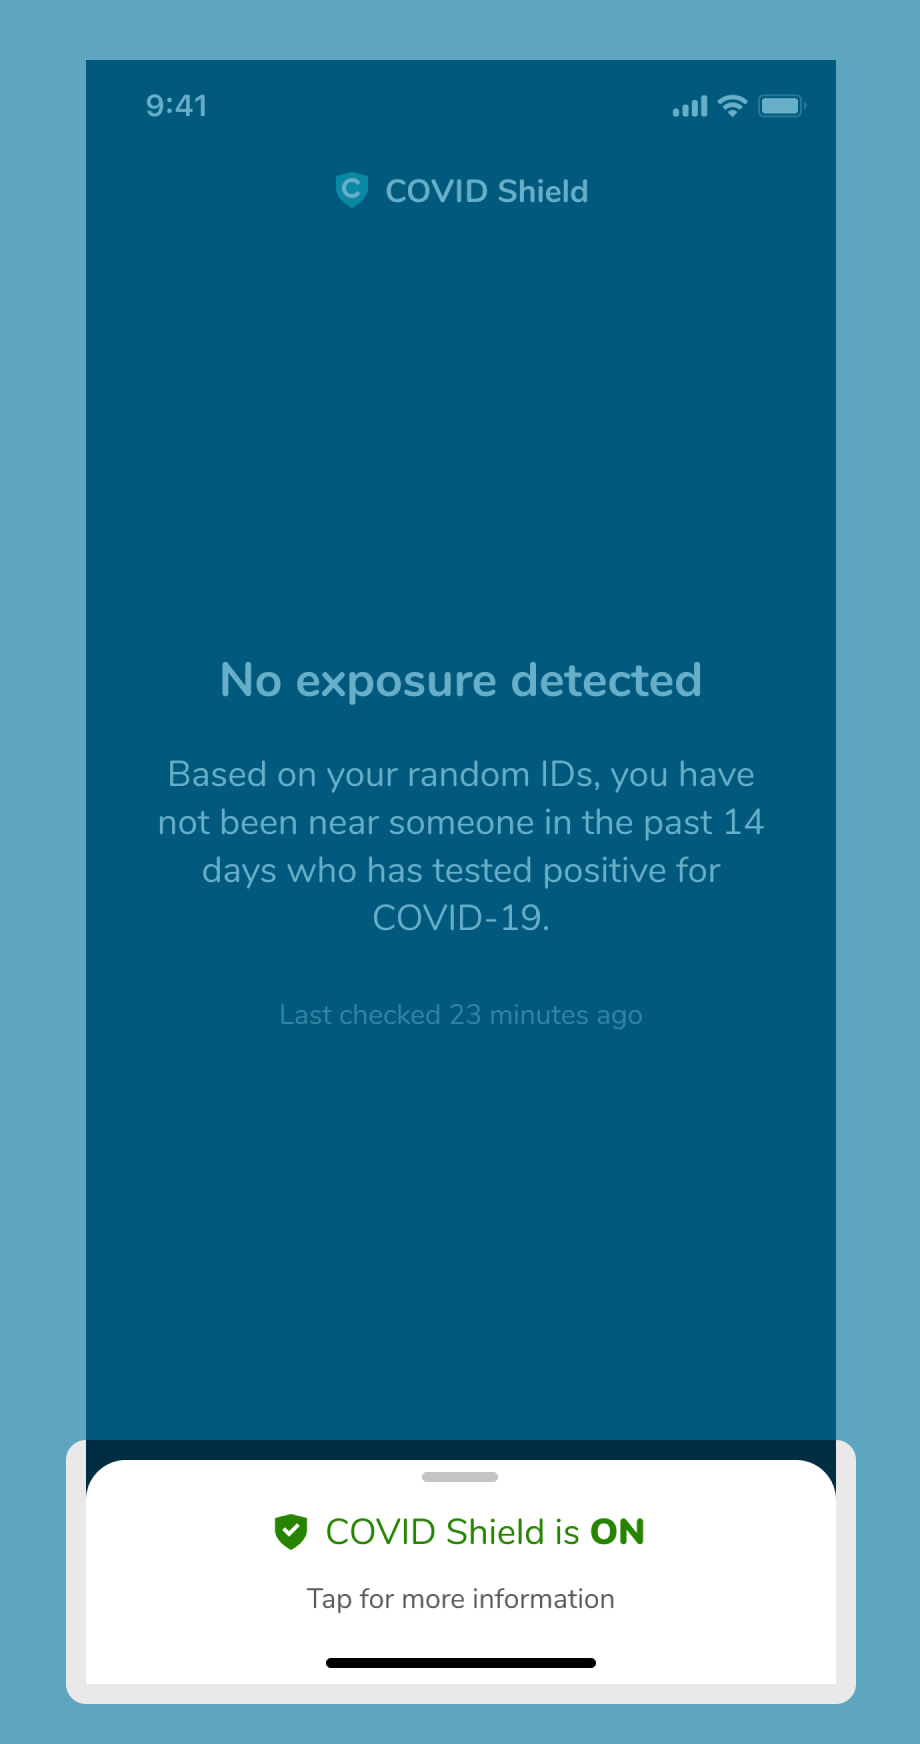 9:41
COVID Shield
No exposure detected
Based on your random IDs, you have
not been near someone in the past 14
days who has tested positive for
COVID-19.
Last checked 23 minutes ago
COVID Shield is ON
Tap for more information